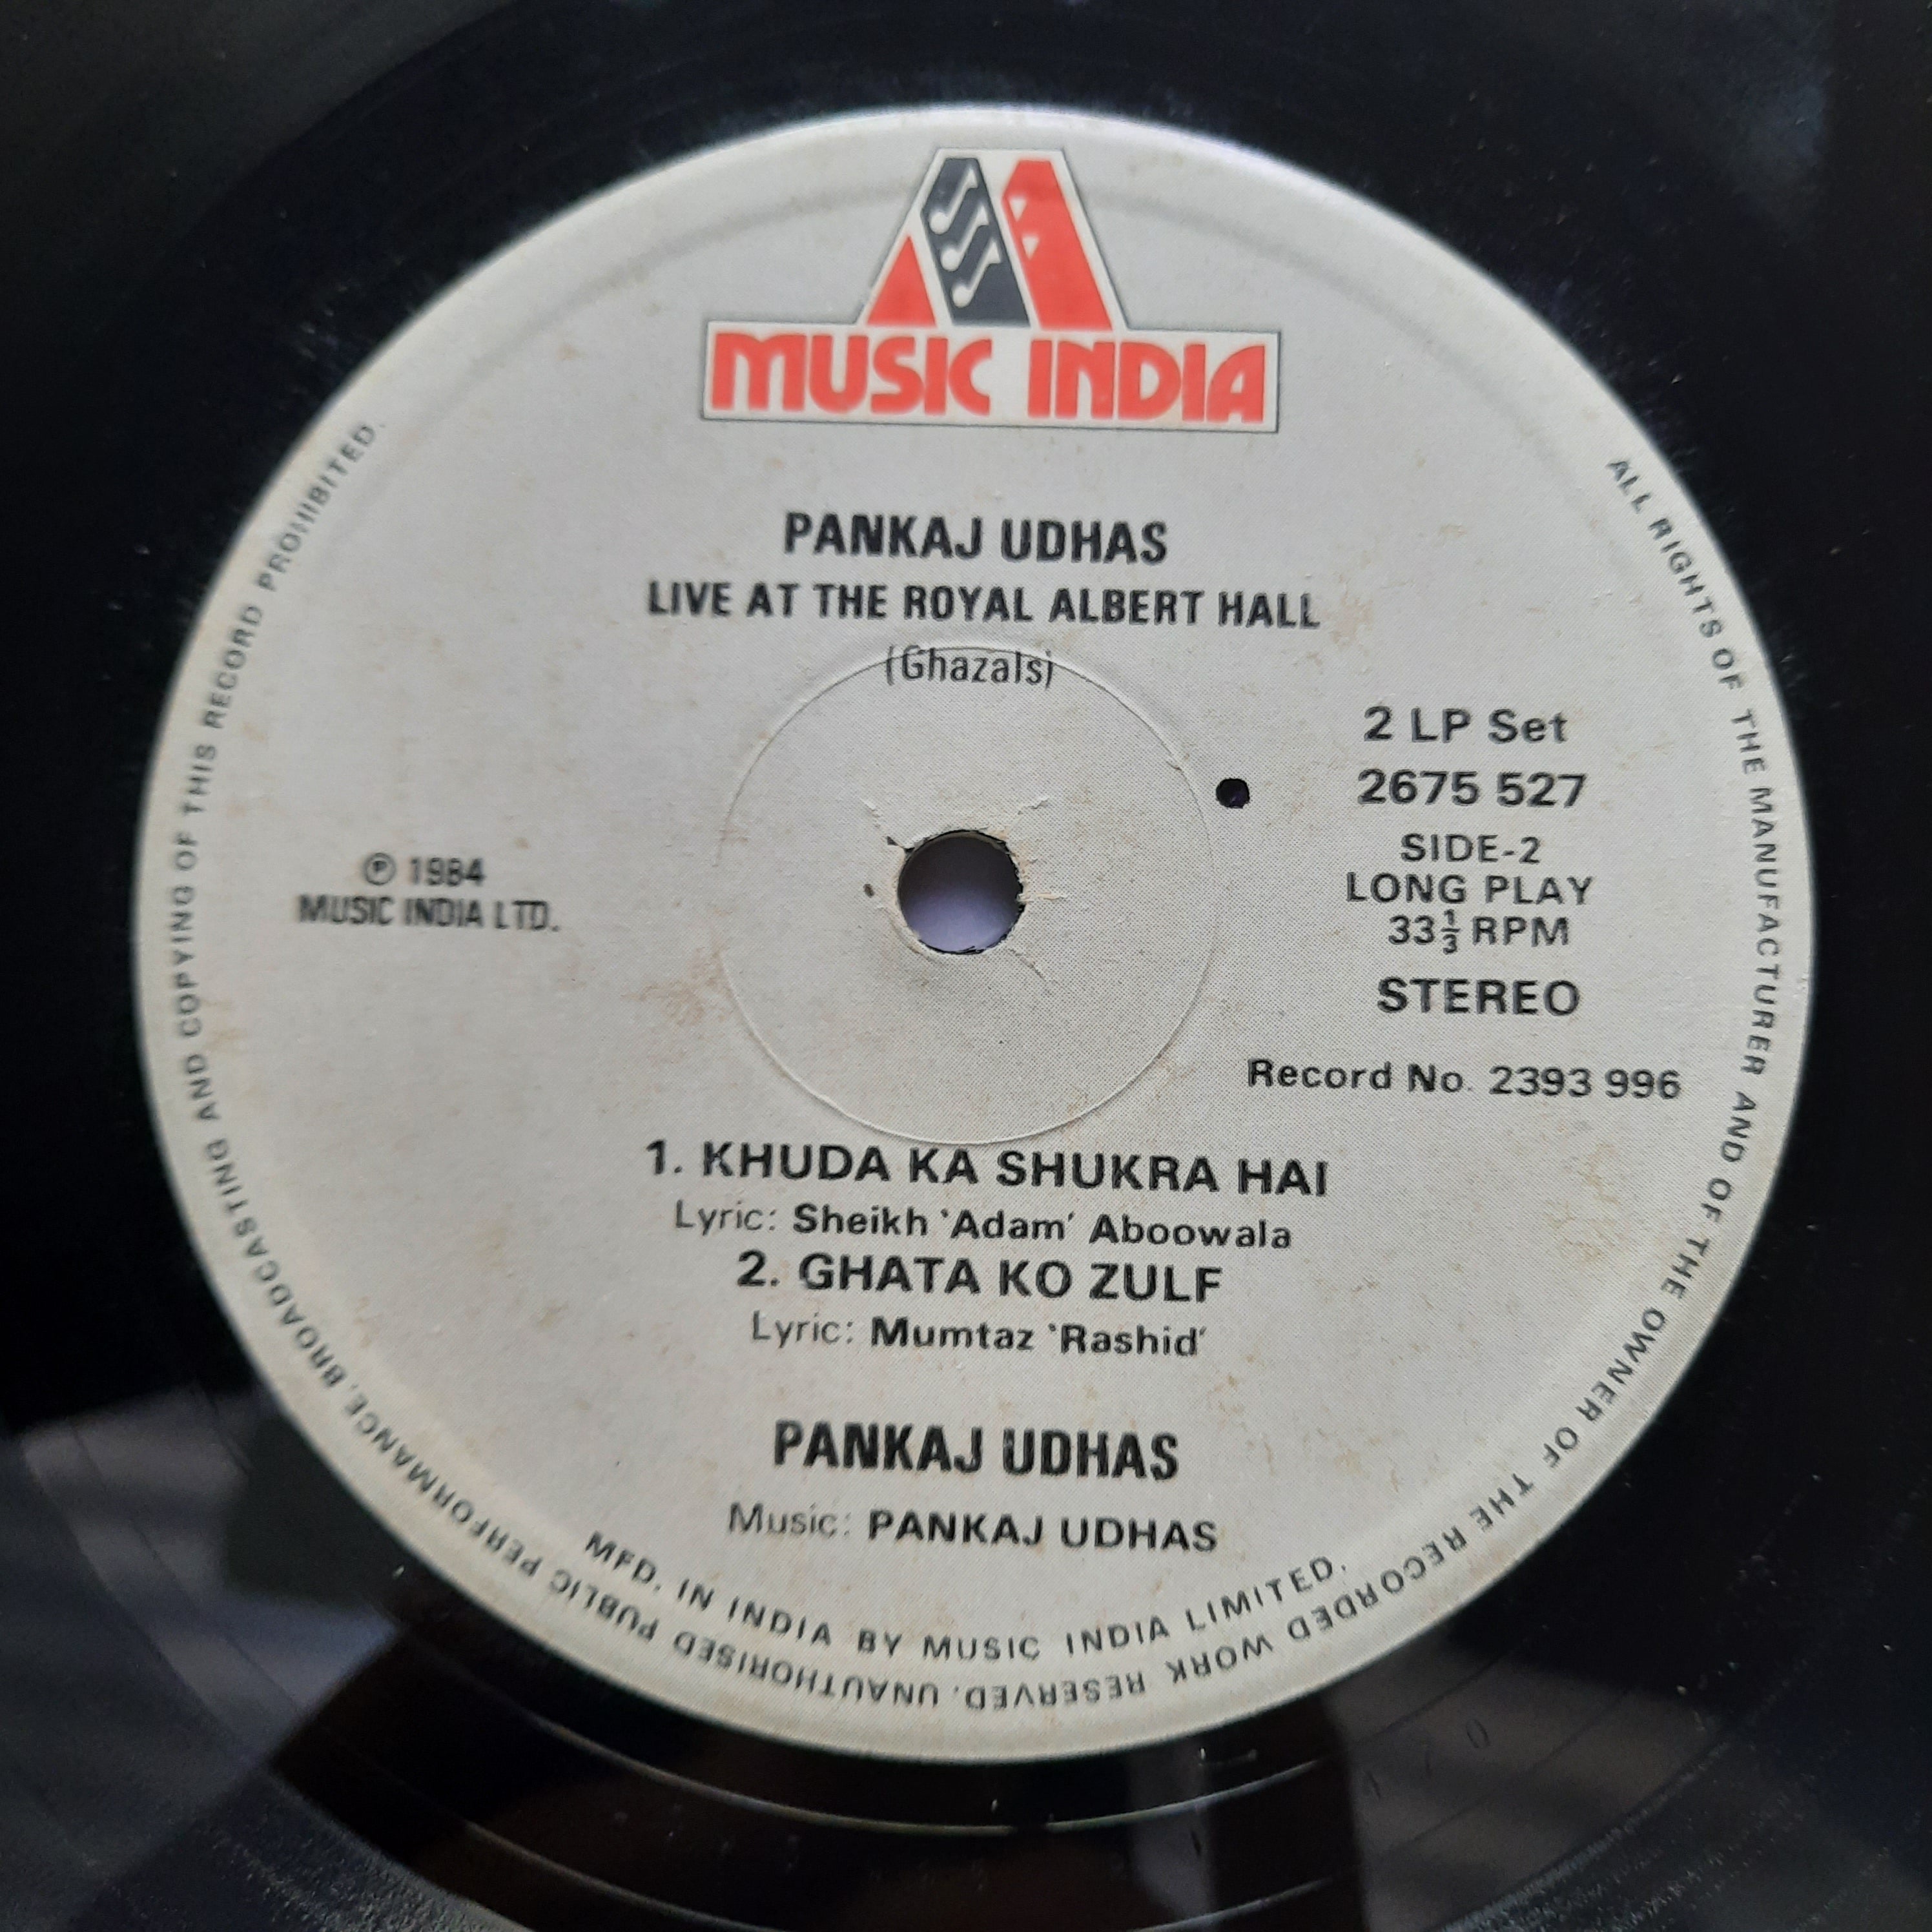 MUSIC INDIA
PANKAJ UDHAS
LIVE AT THE ROYAL ALBERT HALL
(Ghazals)
2 LP Set
2675 527
SIDE-2
LONG PLAY
33⅓ RPM
STEREO
℗ 1984
MUSIC INDIA LTD.
Record No. 2393 996
1. KHUDA KA SHUKRA HAI
Lyric: Sheikh 'Adam' Aboowala
2. GHATA KO ZULF
Lyric: Mumtaz 'Rashid'
PANKAJ UDHAS
Music: PANKAJ UDHAS
MFD. IN INDIA BY MUSIC INDIA LIMITED.
ALL RIGHTS OF THE MANUFACTURER AND OF THE OWNER OF THE RECORDED WORK RESERVED. UNAUTHORISED PUBLIC PERFORMANCE, BROADCASTING AND COPYING OF THIS RECORD PROHIBITED.